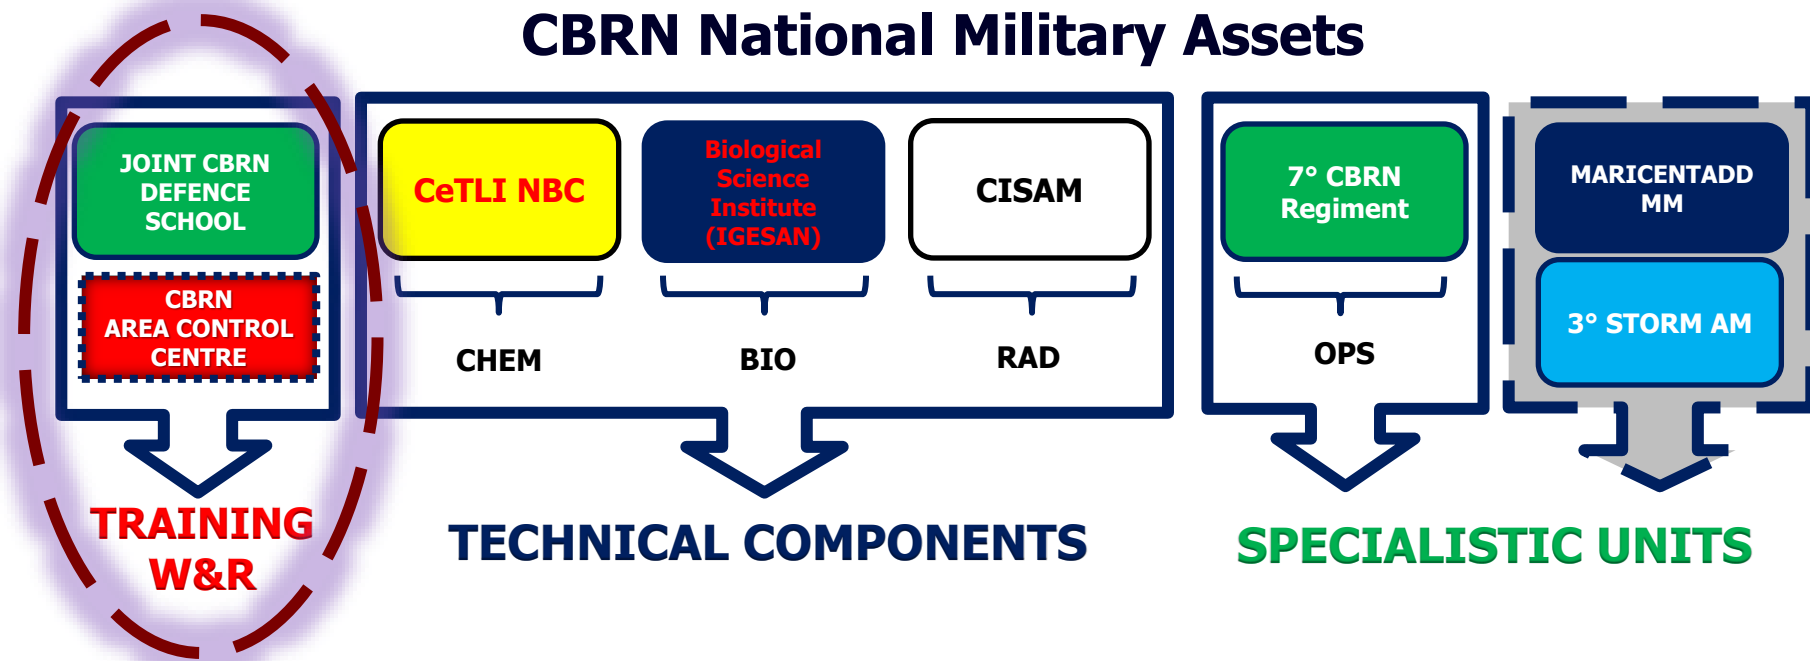 CBRN National Military Assets
JOINT CBRN
DEFENCE
SCHOOL
CBRN
AREA CONTROL
CENTRE
TRAINING
W&R
CeTLI NBC
CHEM
Biological
Science
Institute
(IGESAN)
BIO
CISAM
RAD
TECHNICAL COMPONENTS
7° CBRN
Regiment
OPS
MARICENTADD
MM
3° STORM AM
SPECIALISTIC UNITS